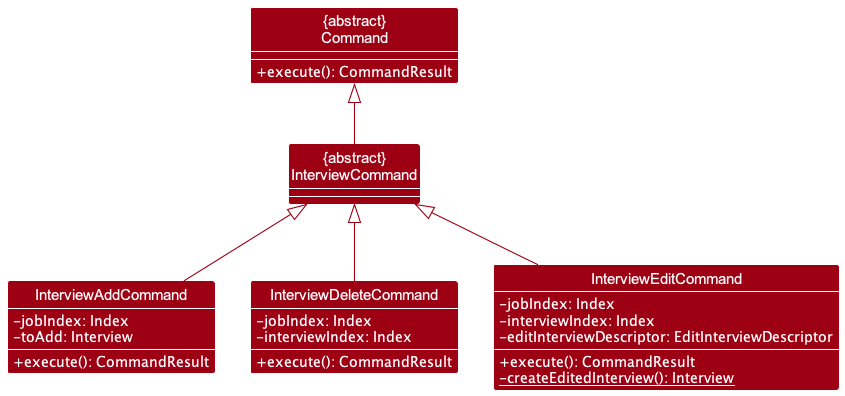 {abstract}
Command
+execute(): CommandResult
{abstract}
InterviewCommand
InterviewAddCommand
-jobIndex: Index
-toAdd: Interview
+execute(): CommandResult
InterviewDeleteCommand
-jobIndex: Index
-interviewIndex: Index
+execute(): CommandResult
InterviewEditCommand
-jobIndex: Index
-interviewIndex: Index
-editInterviewDescriptor: EditInterviewDescriptor
+execute(): CommandResult
-createEditedInterview(): Interview